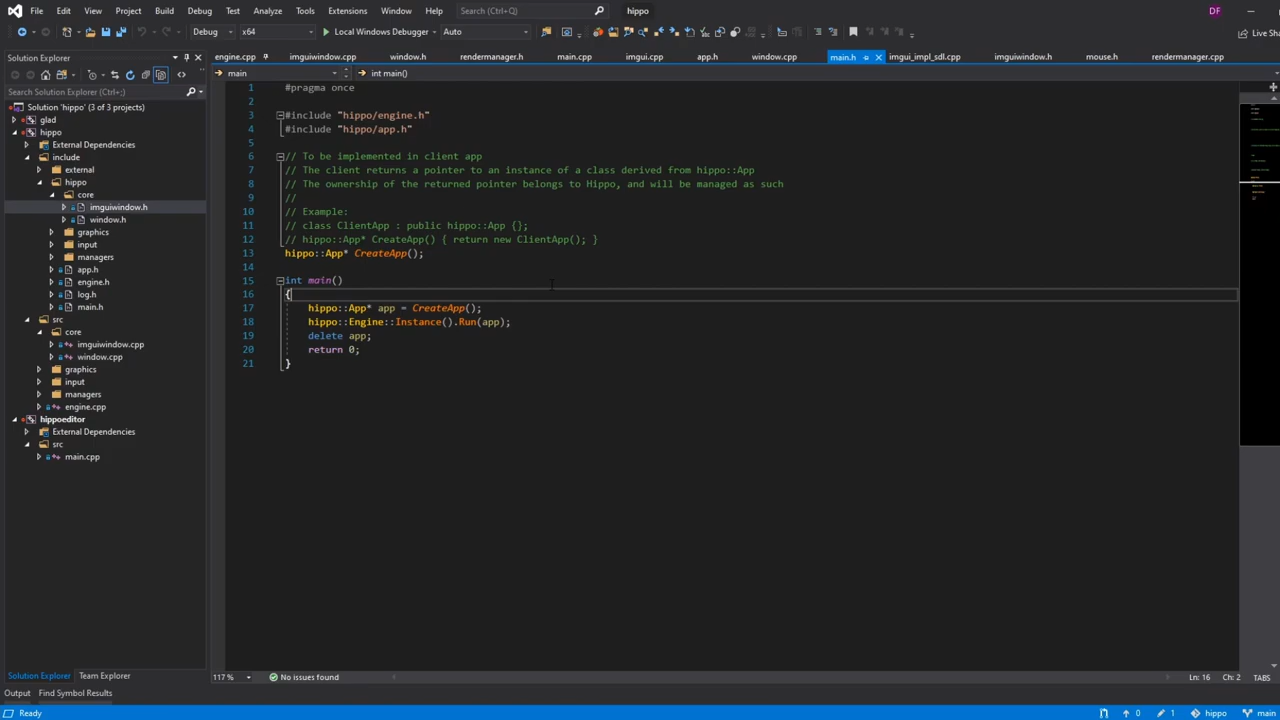 File Edit View Project Build Debug Test Analyze Tools Extensions Window Help Search (Ctrl+Q) hippo DF
Debug x64 Local Windows Debugger Auto Live Sha
Solution Explorer
engine.cpp imguiwindow.cpp window.h rendermanager.h main.cpp imgui.cpp app.h window.cpp main.h imgui_impl_sdl.cpp imguiwindow.h mouse.h rendermanager.cpp
main int main()
Search Solution Explorer (Ctrl+;)
Solution 'hippo' (3 of 3 projects)
glad
hippo
External Dependencies
include
external
hippo
core
imguiwindow.h
window.h
graphics
input
managers
app.h
engine.h
log.h
main.h
src
core
imguiwindow.cpp
window.cpp
graphics
input
managers
engine.cpp
hippoeditor
External Dependencies
src
main.cpp
1 #pragma once
2
3 #include "hippo/engine.h"
4 #include "hippo/app.h"
5
6 // To be implemented in client app
7 // The client returns a pointer to an instance of a class derived from hippo::App
8 // The ownership of the returned pointer belongs to Hippo, and will be managed as such
9 //
10 // Example:
11 // class ClientApp : public hippo::App {};
12 // hippo::App* CreateApp() { return new ClientApp(); }
13 hippo::App* CreateApp();
14
15 int main()
16 {
17 hippo::App* app = CreateApp();
18 hippo::Engine::Instance().Run(app);
19 delete app;
20 return 0;
21 }
Solution Explorer Team Explorer
117 % No issues found Ln: 16 Ch: 2 TABS
Output Find Symbol Results
Ready 0 1 hippo main